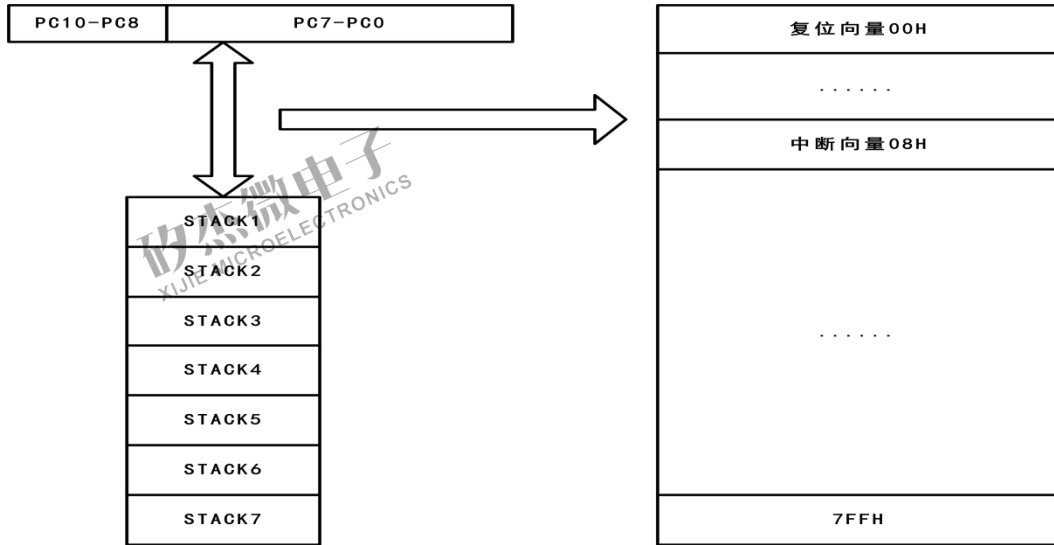 PC10-PC8
PC7-PC0
复位向量00H
......
中断向量08H
STACK1
STACK2
STACK3
STACK4
STACK5
STACK6
STACK7
......
7FFH
矽杰微电子
XIJIE MICROELECTRONICS